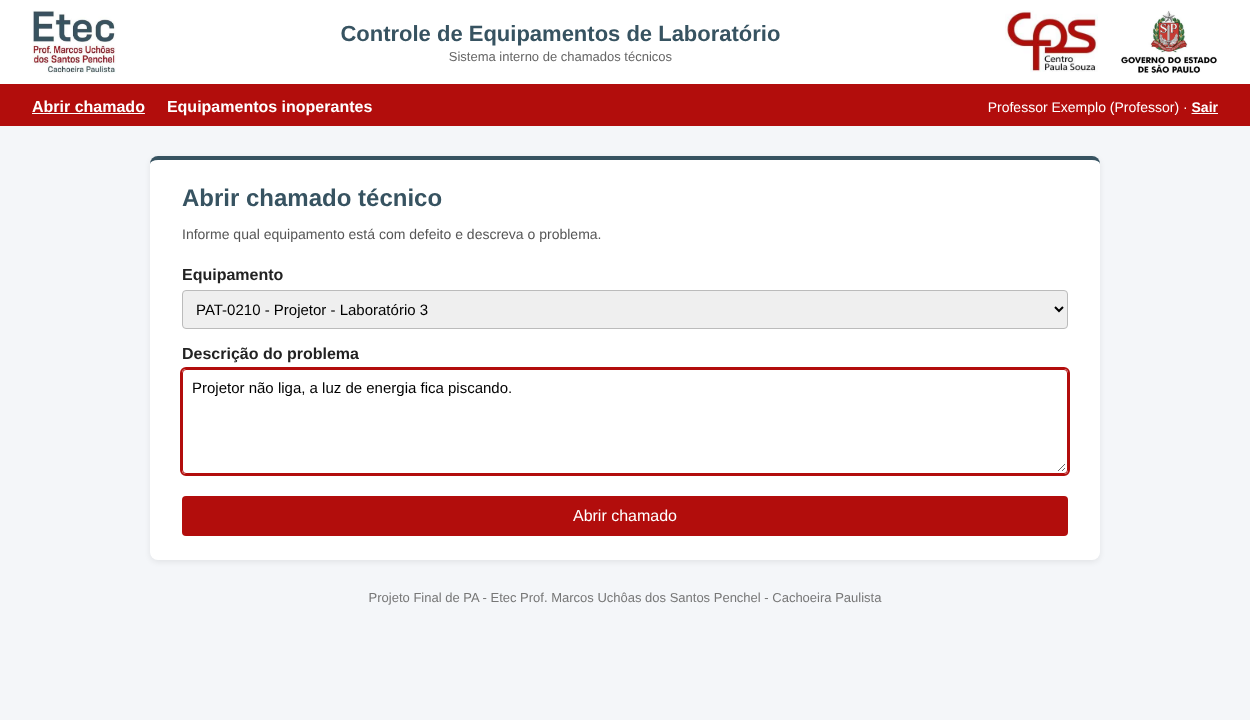 Etec
Prof. Marcos Uchôas
dos Santos Penchel
Cachoeira Paulista
Controle de Equipamentos de Laboratório
Sistema interno de chamados técnicos
CPS
Centro
Paula Souza
GOVERNO DO ESTADO
DE SÃO PAULO
Abrir chamado
Equipamentos inoperantes
Professor Exemplo (Professor) · Sair
Abrir chamado técnico
Informe qual equipamento está com defeito e descreva o problema.
Equipamento
PAT-0210 - Projetor - Laboratório 3
Descrição do problema
Projetor não liga, a luz de energia fica piscando.
Abrir chamado
Projeto Final de PA - Etec Prof. Marcos Uchôas dos Santos Penchel - Cachoeira Paulista